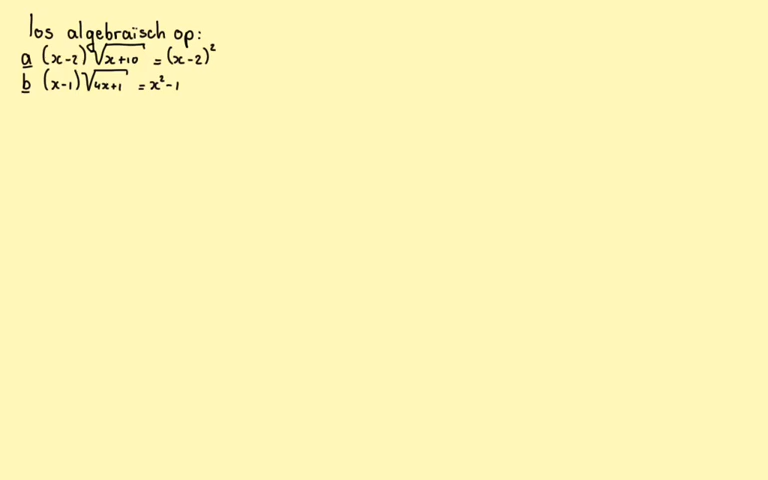 los algebraïsch op:
a (x-2)√x+10 = (x-2)²
b (x-1)√4x+1 = x²-1